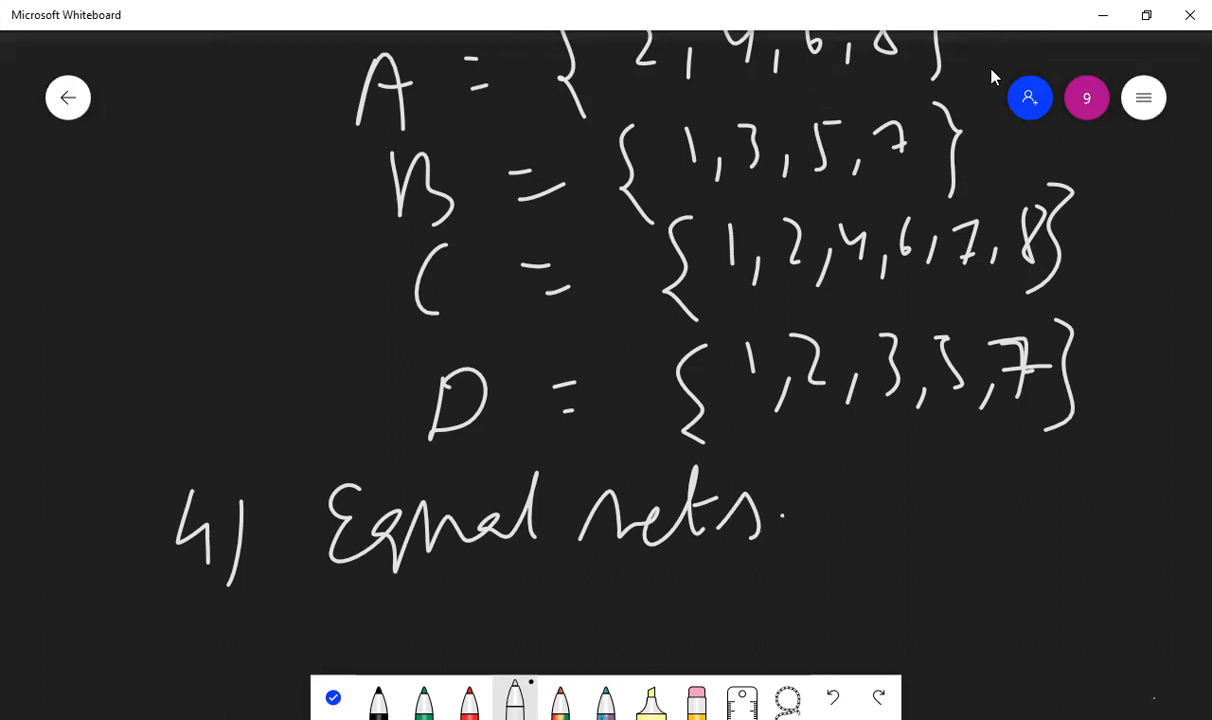 Microsoft Whiteboard
A = { 2, 4, 6, 8 }
9
B = { 1, 3, 5, 7 }
C = { 1, 2, 4, 6, 7, 8 }
D = { 1, 2, 3, 5, 7 }
4) Equal sets.